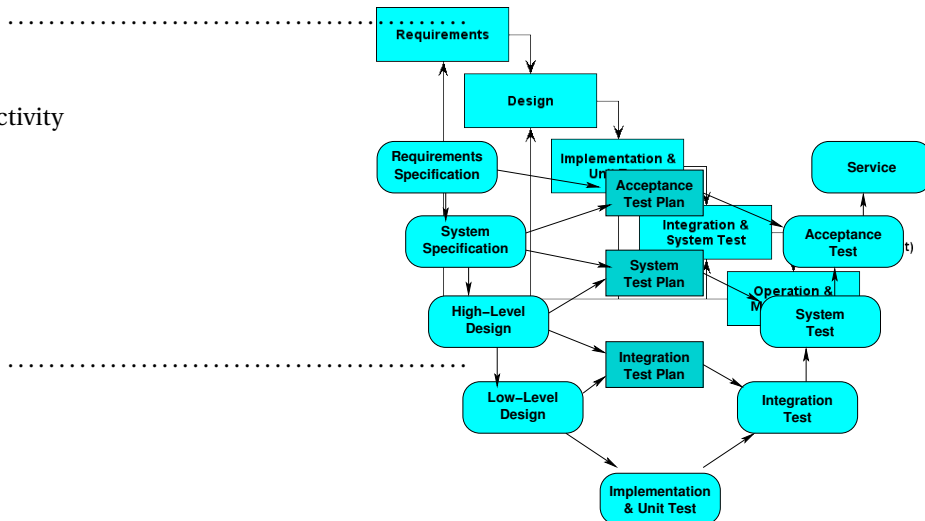 Requirements
Design
ctivity
Requirements
Specification
Implementation &
Un
Service
Acceptance
Test Plan
System
Specification
Integration &
System Test
Acceptance
Test
t)
System
Test Plan
Operation &
M
High–Level
Design
System
Test
Integration
Test Plan
Low–Level
Design
Integration
Test
Implementation
& Unit Test